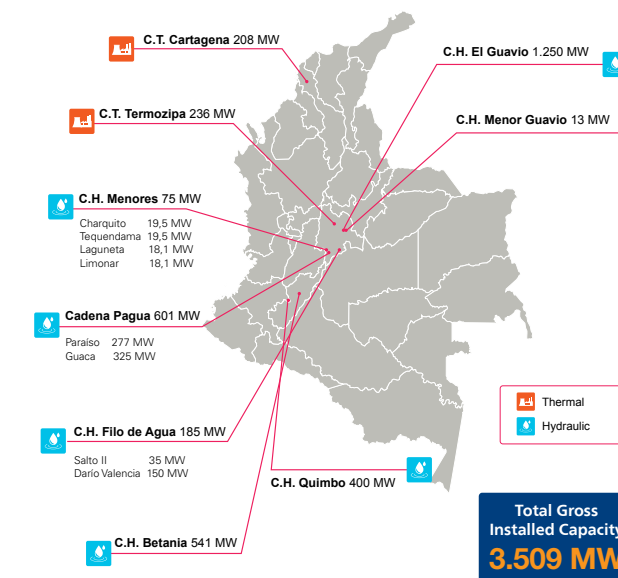 C.T. Cartagena 208 MW
C.H. El Guavio 1.250 MW
C.T. Termozipa 236 MW
C.H. Menor Guavio 13 MW
C.H. Menores 75 MW
Charquito 19,5 MW
Tequendama 19,5 MW
Laguneta 18,1 MW
Limonar 18,1 MW
Cadena Pagua 601 MW
Paraíso 277 MW
Guaca 325 MW
Thermal
Hydraulic
C.H. Filo de Agua 185 MW
Salto II 35 MW
Darío Valencia 150 MW
C.H. Quimbo 400 MW
C.H. Betania 541 MW
Total Gross
Installed Capacity
3.509 MW